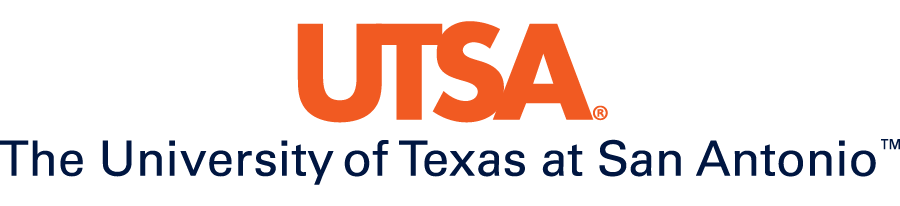 UTSA®
The University of Texas at San Antonio™